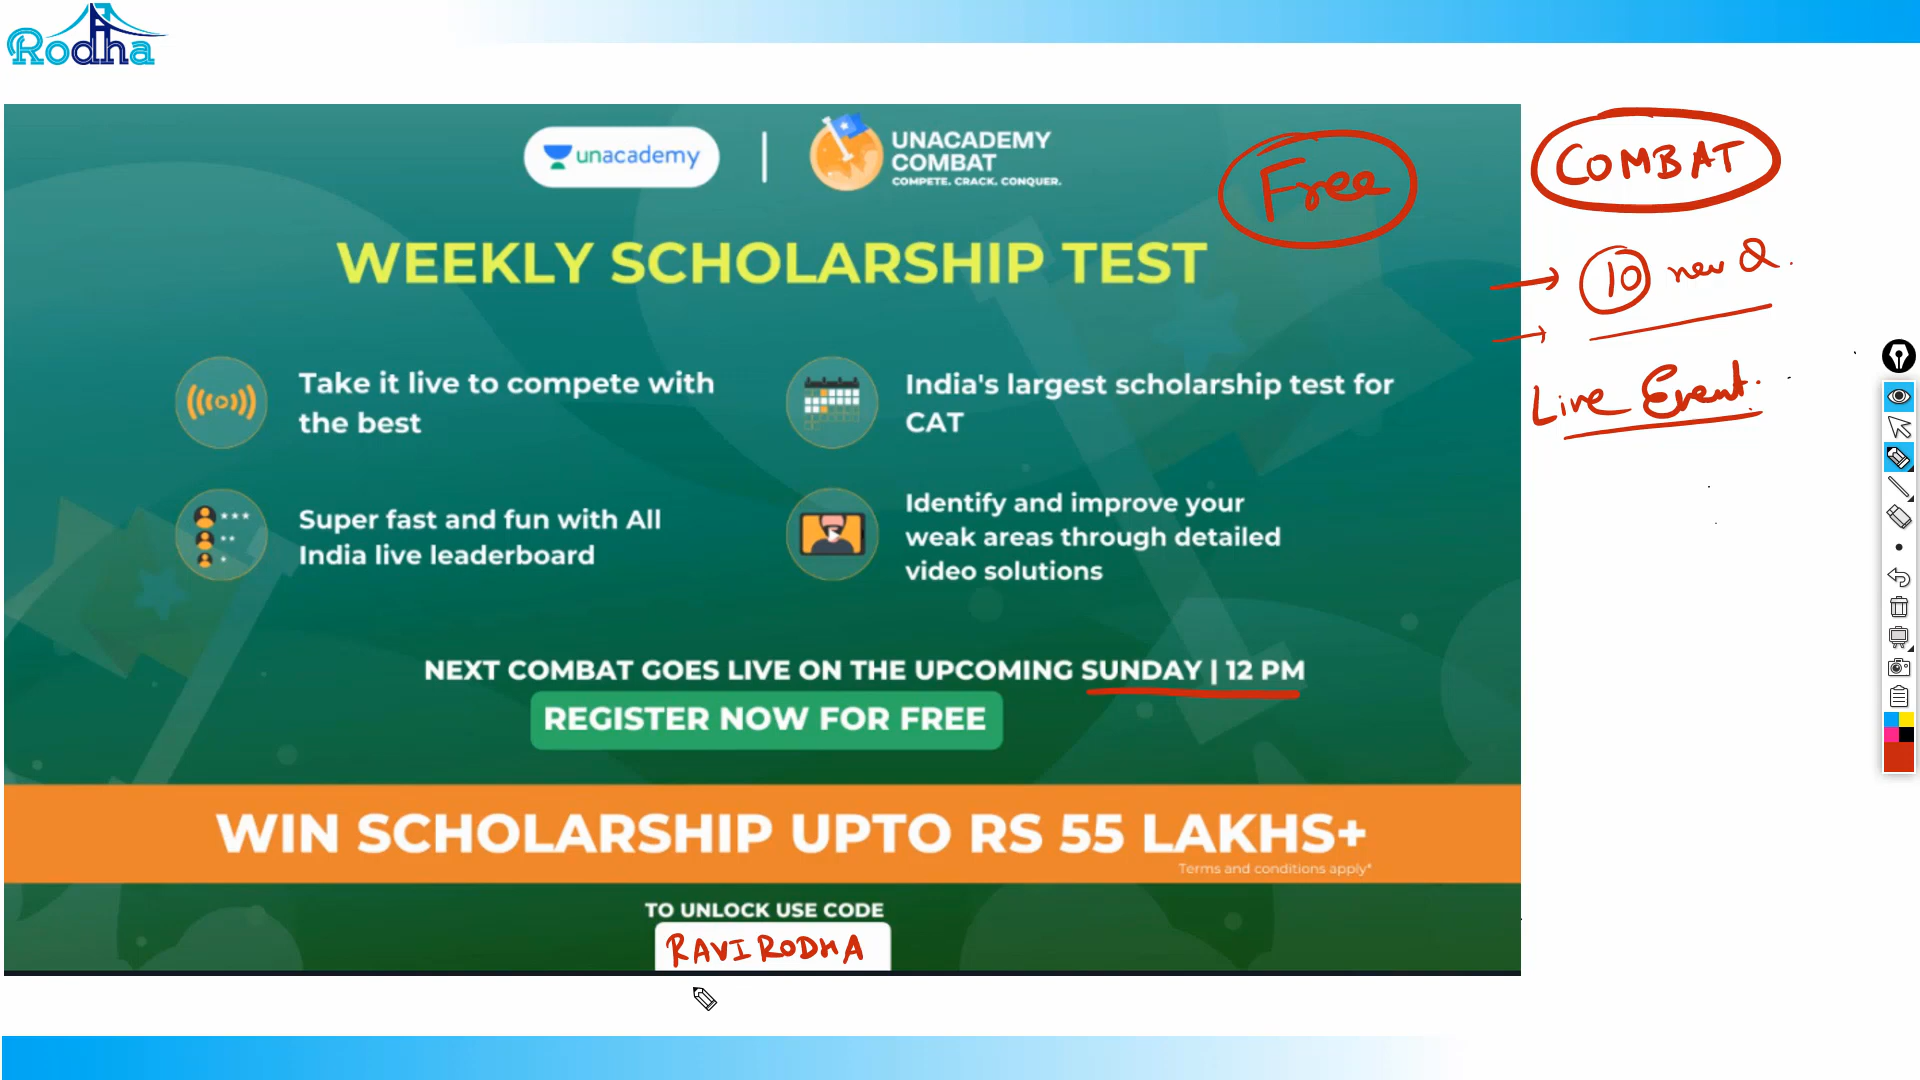 Rodha
unacademy
UNACADEMY
COMBAT
COMPETE. CRACK. CONQUER.
Free
COMBAT
WEEKLY SCHOLARSHIP TEST
10 new Q.
Live Event.
Take it live to compete with
the best
India's largest scholarship test for
CAT
Super fast and fun with All
India live leaderboard
Identify and improve your
weak areas through detailed
video solutions
NEXT COMBAT GOES LIVE ON THE UPCOMING SUNDAY | 12 PM
REGISTER NOW FOR FREE
WIN SCHOLARSHIP UPTO RS 55 LAKHS+
Terms and conditions apply*
TO UNLOCK USE CODE
RAVIRODHA